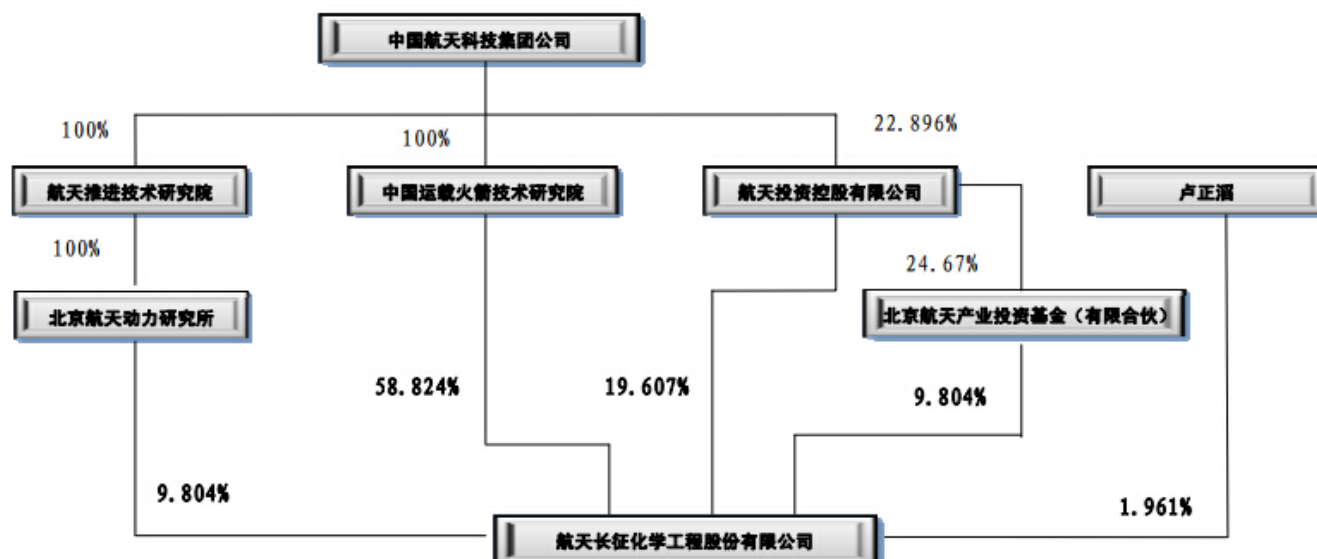 中国航天科技集团公司
100%
100%
22.896%
航天推进技术研究院
中国运载火箭技术研究院
航天投资控股有限公司
卢正滔
100%
24.67%
北京航天动力研究所
北京航天产业投资基金（有限合伙）
58.824%
19.607%
9.804%
9.804%
1.961%
航天长征化学工程股份有限公司